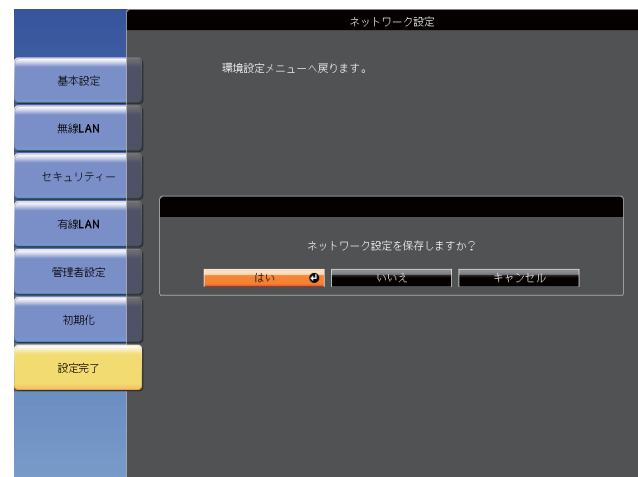 ネットワーク設定
環境設定メニューへ戻ります。
基本設定
無線LAN
セキュリティー
有線LAN
管理者設定
初期化
設定完了
ネットワーク設定を保存しますか？
はい いいえ キャンセル